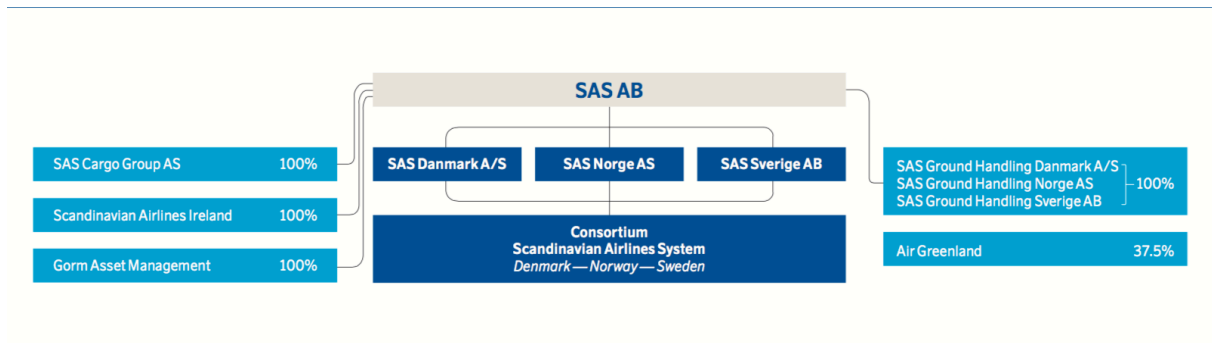 SAS AB
SAS Cargo Group AS 100%
Scandinavian Airlines Ireland 100%
Gorm Asset Management 100%
SAS Danmark A/S
SAS Norge AS
SAS Sverige AB
Consortium
Scandinavian Airlines System
Denmark — Norway — Sweden
SAS Ground Handling Danmark A/S
SAS Ground Handling Norge AS 100%
SAS Ground Handling Sverige AB
Air Greenland 37.5%